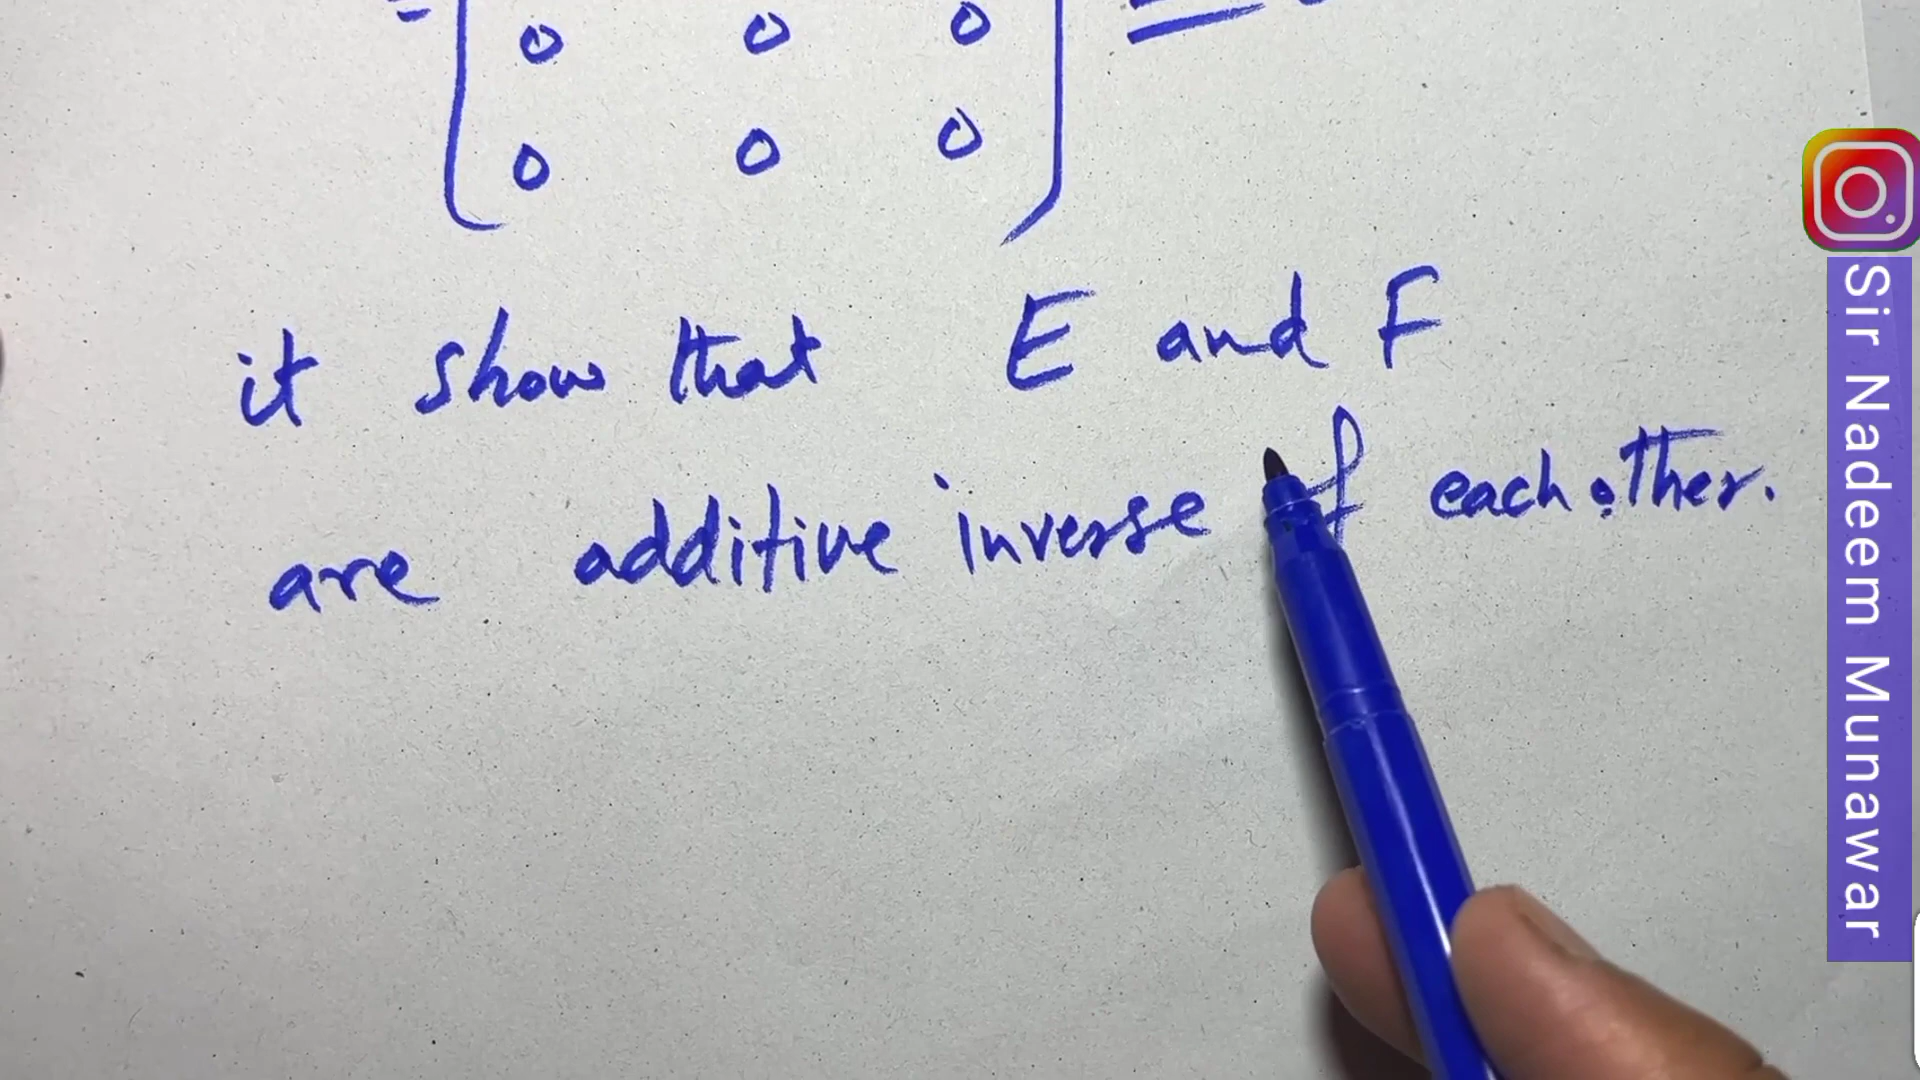 = 0 0 0 =
0 0 0
it show that E and F
are additive inverse of each other.
Sir Nadeem Munawar